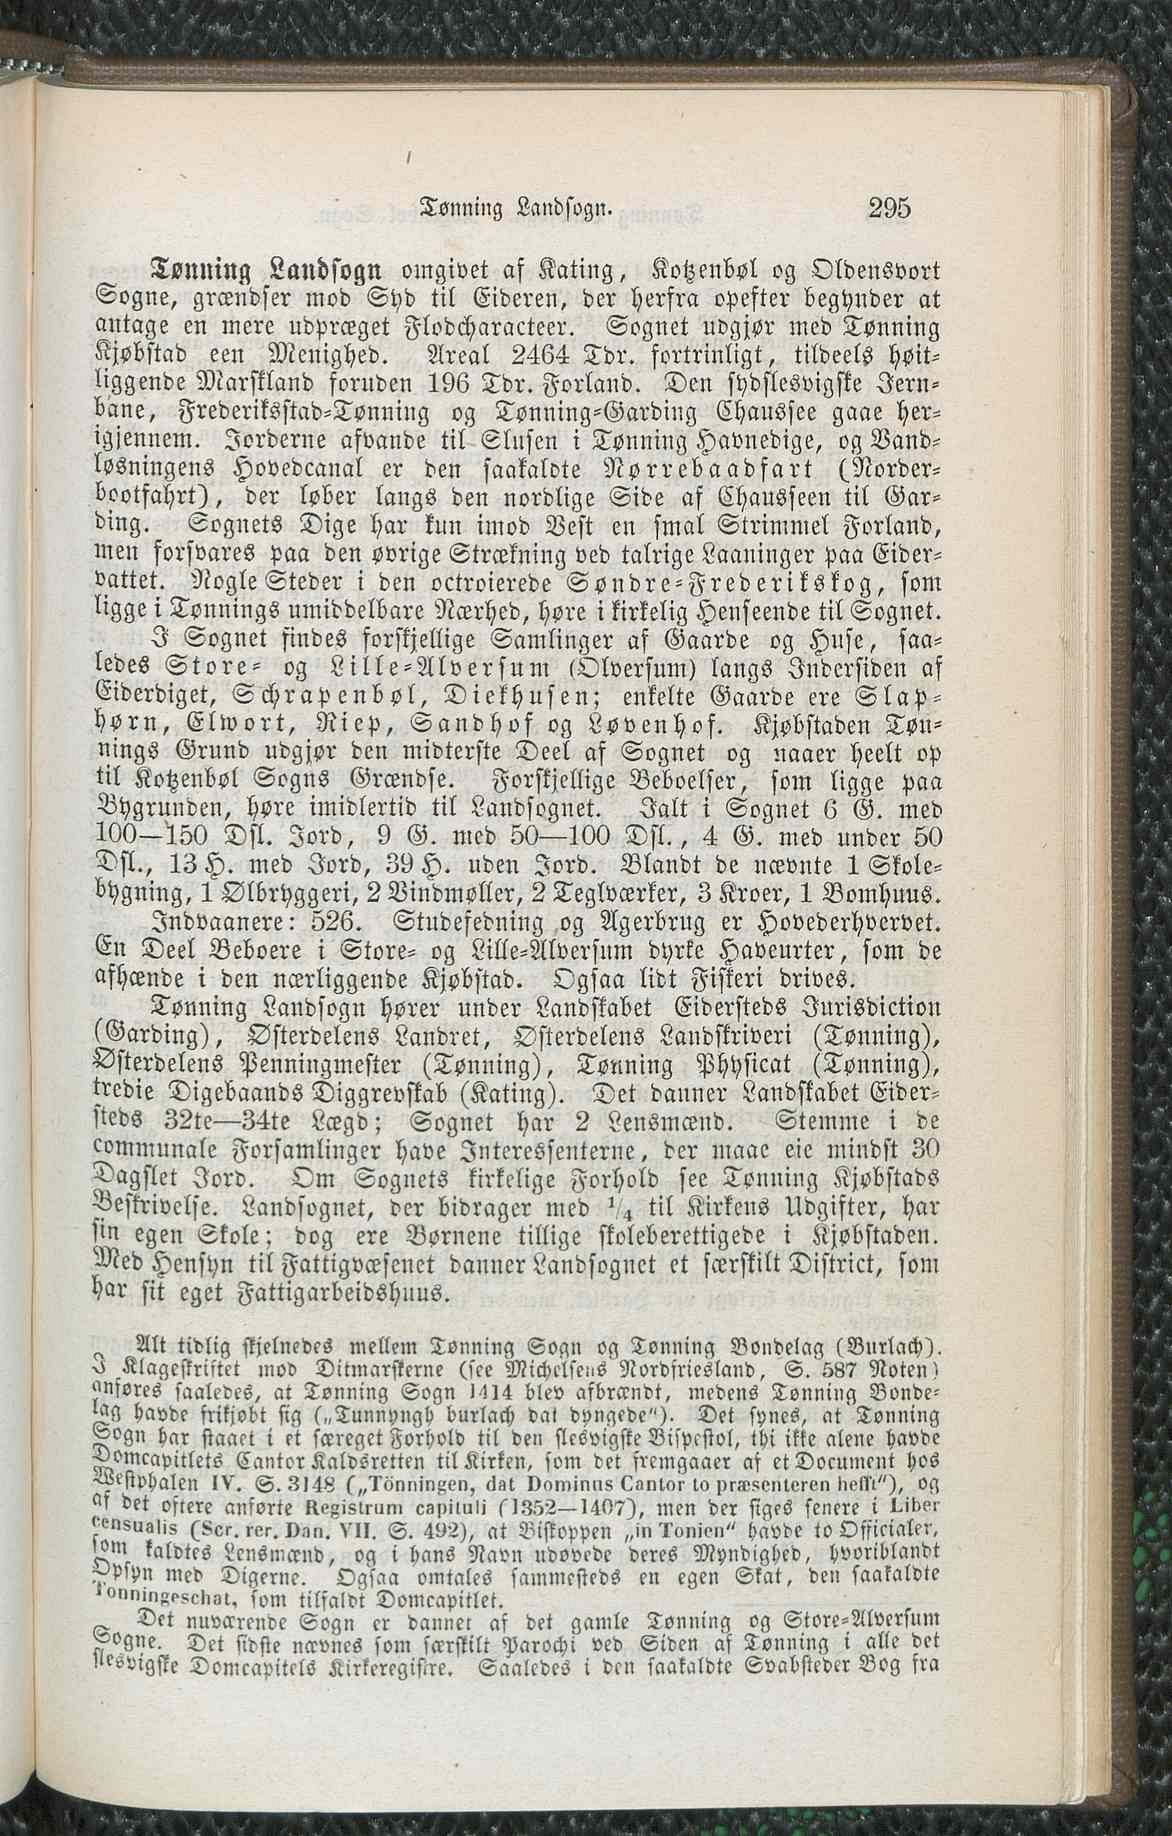 Tønning Landsogn. 295
Tønning Landsogn omgivet af Kating, Kotzenbøl og Oldensvort
Sogne, grændser mod Syd til Eideren, der herfra opefter begynder at
antage en mere udpræget Flodcharacteer. Sognet udgjør med Tønning
Kjøbstad een Menighed. Areal 2464 Tdr. fortrinligt, tildeels høit-
liggende Marskland foruden 196 Tdr. Forland. Den sydslesvigske Jern-
bane, Frederiksstad-Tønning og Tønning-Garding Chaussee gaae her-
igjennem. Jorderne afvande til Slusen i Tønning Havnedige, og Vand-
løsningens Hovedcanal er den saakaldte Nørrebaadfart (Norder-
bootfahrt), der løber langs den nordlige Side af Chausseen til Gar-
ding. Sognets Dige har kun imod Vest en smal Strimmel Forland,
men forsvares paa den øvrige Strækning ved talrige Laaninger paa Eider-
vattet. Nogle Steder i den octroierede Søndre-Frederikskog, som
ligge i Tønnings umiddelbare Nærhed, høre i kirkelig Henseende til Sognet.
I Sognet findes forskjellige Samlinger af Gaarde og Huse, saa-
ledes Store- og Lille-Alversum (Olversum) langs Indersiden af
Eiderdiget, Schrapenbøl, Diekhusen; enkelte Gaarde ere Slap-
hørn, Elwort, Riep, Sandhof og Løvenhof. Kjøbstaden Tøn-
nings Grund udgjør den midterste Deel af Sognet og naaer heelt op
til Kotzenbøl Sogns Grændse. Forskjellige Beboelser, som ligge paa
Bygrunden, høre imidlertid til Landsognet. Ialt i Sognet 6 G. med
100—150 Dsl. Jord, 9 G. med 50—100 Dsl., 4 G. med under 50
Dsl., 13 H. med Jord, 39 H. uden Jord. Blandt de nævnte 1 Skole-
bygning, 1 Ølbryggeri, 2 Vindmøller, 2 Teglværker, 3 Kroer, 1 Bomhuus.
Indvaanere: 526. Studefedning og Agerbrug er Hovederhvervet.
En Deel Beboere i Store- og Lille-Alversum dyrke Haveurter, som de
afhænde i den nærliggende Kjøbstad. Ogsaa lidt Fiskeri drives.
Tønning Landsogn hører under Landskabet Eidersteds Jurisdiction
(Garding), Østerdelens Landret, Østerdelens Landskriveri (Tønning),
Østerdelens Penningmester (Tønning), Tønning Physicat (Tønning),
tredie Digebaands Diggrevskab (Kating). Det danner Landskabet Eider-
steds 32te—34te Lægd; Sognet har 2 Lensmænd. Stemme i de
communale Forsamlinger have Interessenterne, der maae eie mindst 30
Dagslet Jord. Om Sognets kirkelige Forhold see Tønning Kjøbstads
Beskrivelse. Landsognet, der bidrager med 1/4 til Kirkens Udgifter, har
sin egen Skole; dog ere Børnene tillige skoleberettigede i Kjøbstaden.
Med Hensyn til Fattigvæsenet danner Landsognet et særskilt District, som
har sit eget Fattigarbeidshuus.
Alt tidlig skjelnedes mellem Tønning Sogn og Tønning Bondelag (Burlach).
I Klageskriftet mod Ditmarskerne (see Michelsens Nordfriesland, S. 587 Noten)
anføres saaledes, at Tønning Sogn 1414 blev afbrændt, medens Tønning Bonde-
lag havde frikjøbt sig („Tunnyngh burlach dat dyngede“). Det synes, at Tønning
Sogn har staaet i et særeget Forhold til den slesvigske Bispestol, thi ikke alene havde
Domcapitlets Cantor Kaldsretten til Kirken, som det fremgaaer af et Document hos
Westphalen IV. S. 3148 („Tönningen, dat Dominus Cantor to præsenteren hefft“), og
af det oftere anførte Registrum capituli (1352—1407), men der siges senere i Liber
censualis (Scr. rer. Dan. VII. S. 492), at Biskoppen „in Tonien“ havde to Officialer,
som kaldtes Lensmænd, og i hans Navn udøvede deres Myndighed, hvoriblandt
Opsyn med Digerne. Ogsaa omtales sammesteds en egen Skat, den saakaldte
Tonningeschat, som tilfaldt Domcapitlet.
Det nuværende Sogn er dannet af det gamle Tønning og Store-Alversum
Sogne. Det sidste nævnes som særskilt Parochi ved Siden af Tønning i alle det
slesvigske Domcapitels Kirkeregistre. Saaledes i den saakaldte Svabsteder Bog fra